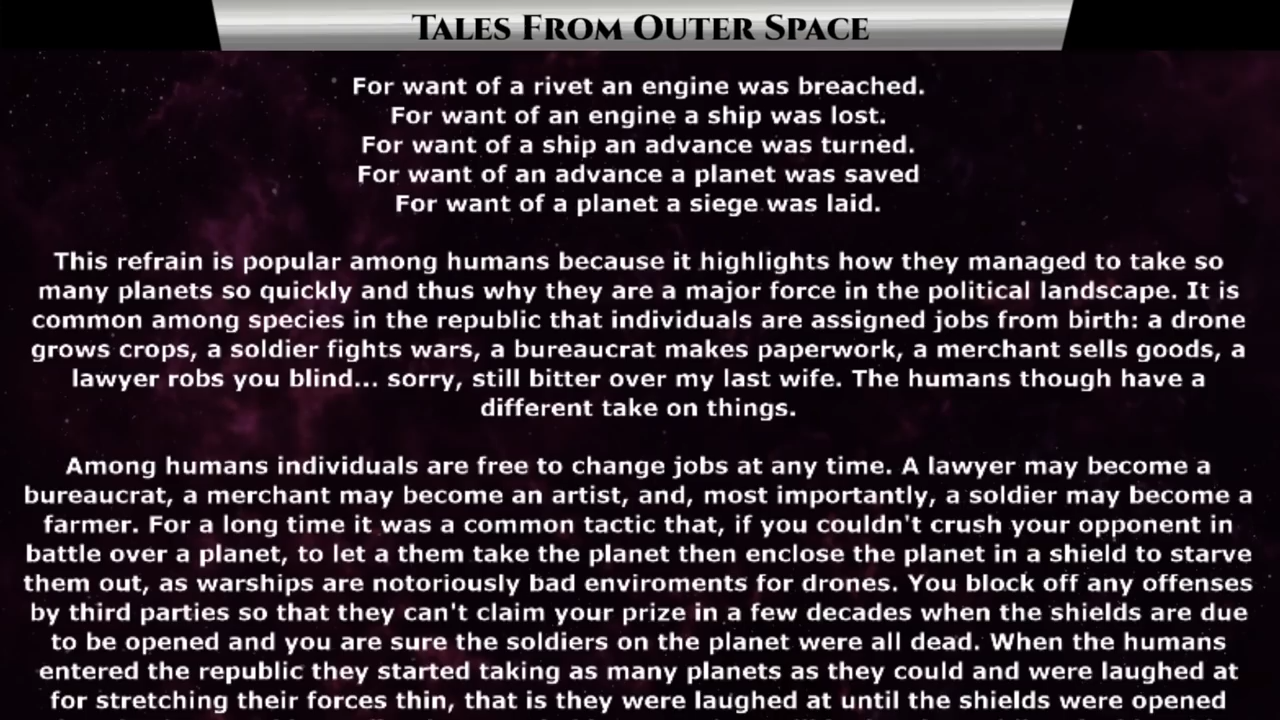 Tales From Outer Space
For want of a rivet an engine was breached.
For want of an engine a ship was lost.
For want of a ship an advance was turned.
For want of an advance a planet was saved
For want of a planet a siege was laid.
This refrain is popular among humans because it highlights how they managed to take so
many planets so quickly and thus why they are a major force in the political landscape. It is
common among species in the republic that individuals are assigned jobs from birth: a drone
grows crops, a soldier fights wars, a bureaucrat makes paperwork, a merchant sells goods, a
lawyer robs you blind... sorry, still bitter over my last wife. The humans though have a
different take on things.
Among humans individuals are free to change jobs at any time. A lawyer may become a
bureaucrat, a merchant may become an artist, and, most importantly, a soldier may become a
farmer. For a long time it was a common tactic that, if you couldn't crush your opponent in
battle over a planet, to let a them take the planet then enclose the planet in a shield to starve
them out, as warships are notoriously bad enviroments for drones. You block off any offenses
by third parties so that they can't claim your prize in a few decades when the shields are due
to be opened and you are sure the soldiers on the planet were all dead. When the humans
entered the republic they started taking as many planets as they could and were laughed at
for stretching their forces thin, that is they were laughed at until the shields were opened